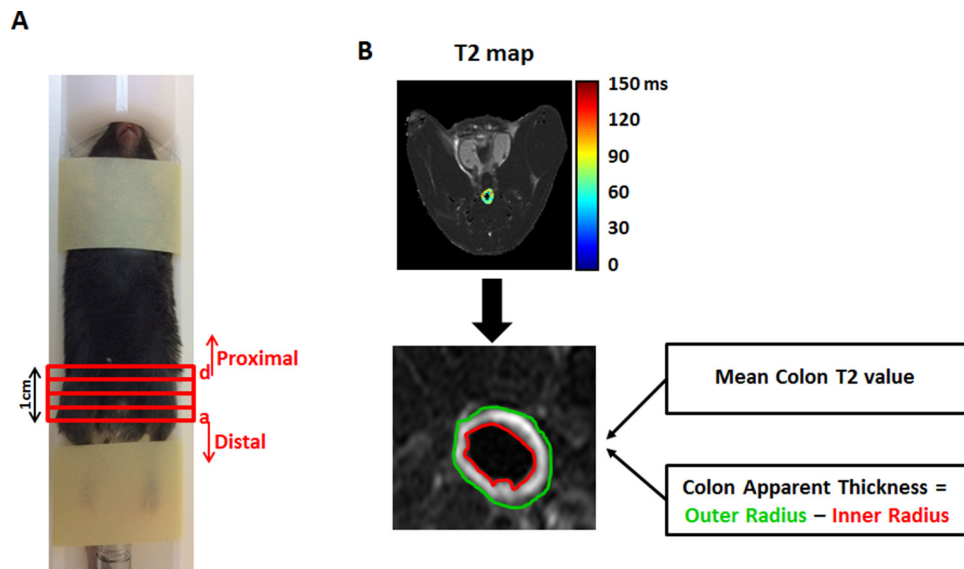 A
B
T2 map
150 ms
120
90
60
30
0
Proximal
d
1cm
a
Distal
Mean Colon T2 value
Colon Apparent Thickness =
Outer Radius – Inner Radius